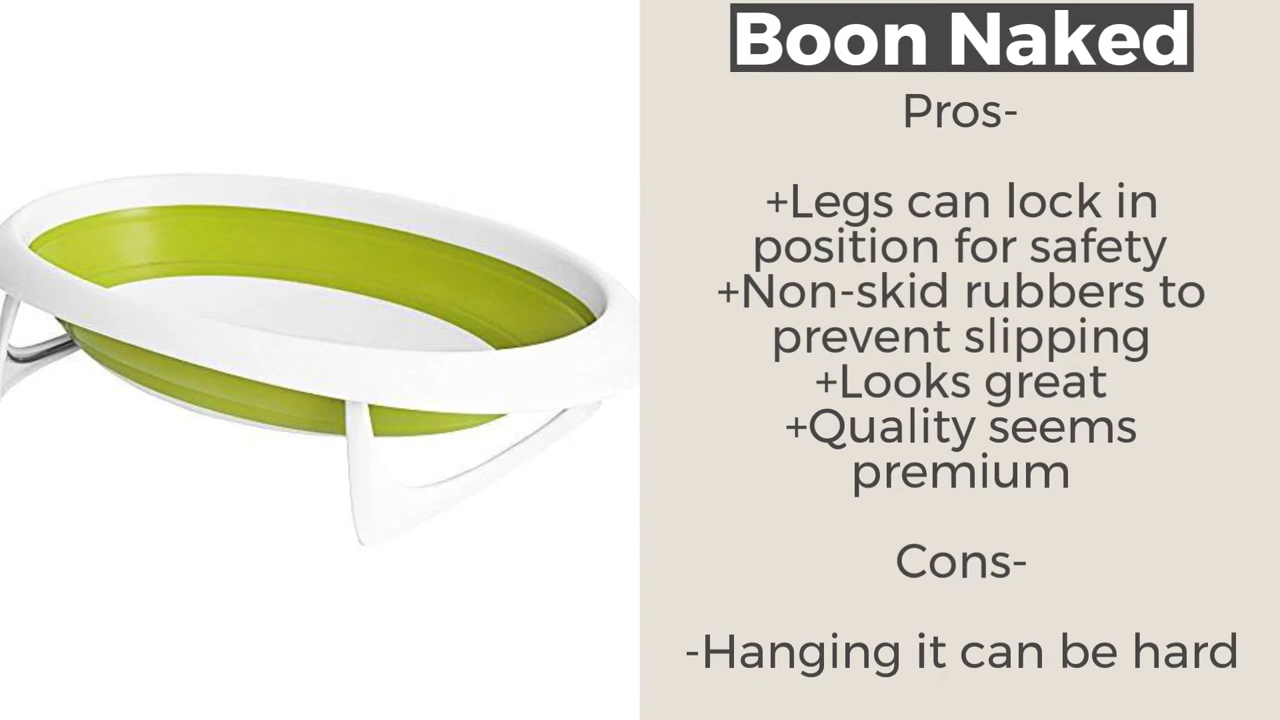 Boon Naked
Pros-
+Legs can lock in
position for safety
+Non-skid rubbers to
prevent slipping
+Looks great
+Quality seems
premium
Cons-
-Hanging it can be hard